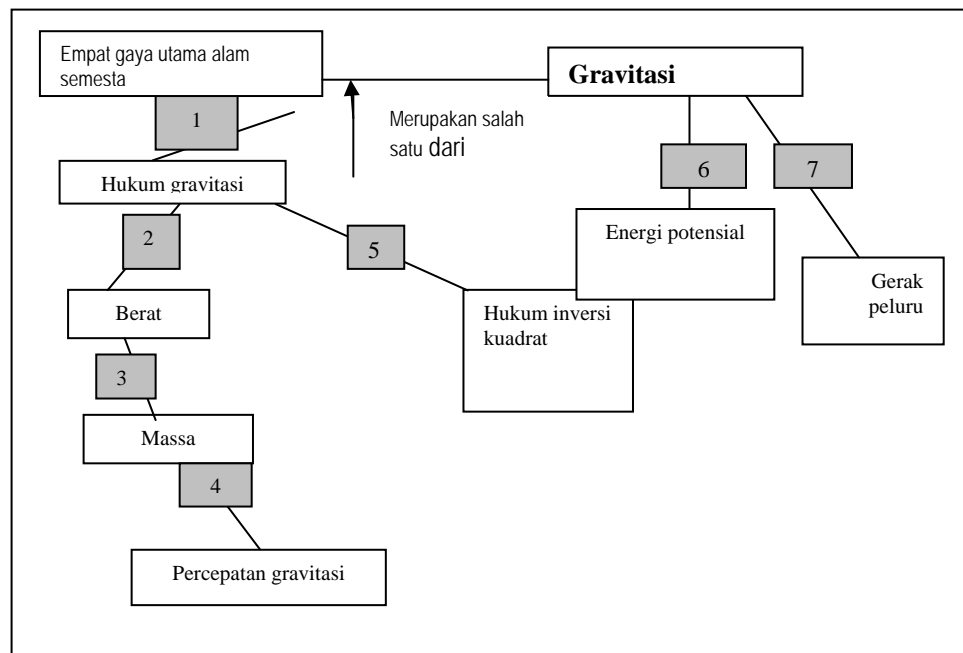 Empat gaya utama alam
semesta
Gravitasi
1
Merupakan salah
satu dari
Hukum gravitasi
6
7
2
5
Energi potensial
Gerak
peluru
Berat
Hukum inversi
kuadrat
3
Massa
4
Percepatan gravitasi